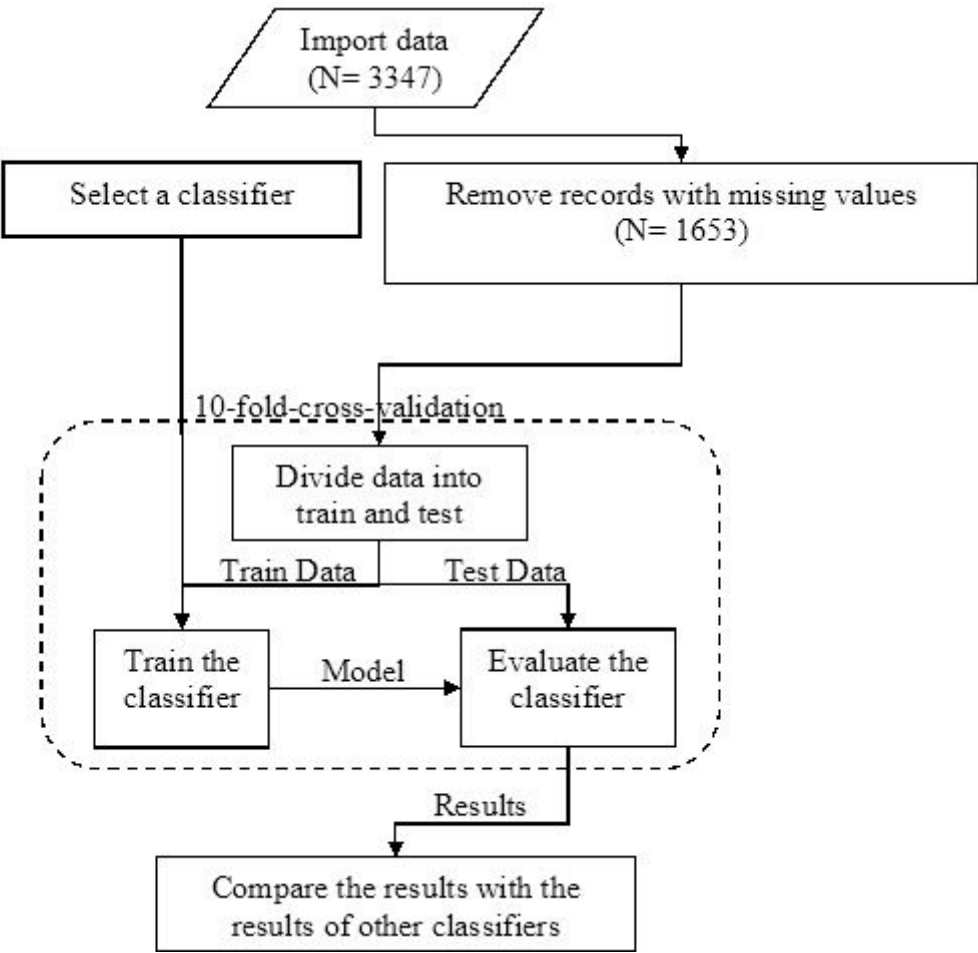 Import data
(N= 3347)
Select a classifier
Remove records with missing values
(N= 1653)
10-fold-cross-validation
Divide data into
train and test
Train Data
Test Data
Train the
classifier
Model
Evaluate the
classifier
Results
Compare the results with the
results of other classifiers